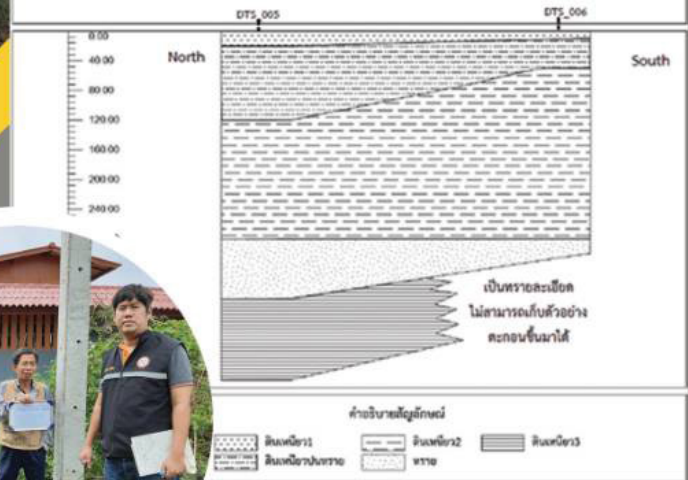 DTS_005 DTS_006
0.00
40.00
80.00
120.00
160.00
200.00
240.00
North
South
เป็นทรายละเอียด
ไม่สามารถเก็บตัวอย่าง
ตะกอนขึ้นมาได้
คำอธิบายสัญลักษณ์
ดินเหนียว1 ดินเหนียว2 ดินเหนียว3
ดินเหนียวปนทราย ทราย